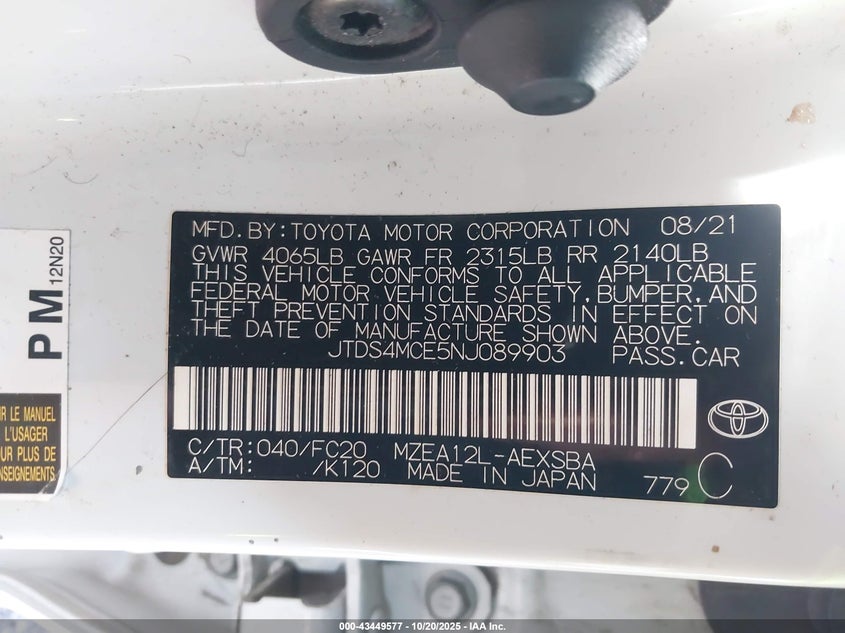 MFD. BY: TOYOTA MOTOR CORPORATION 08/21
GVWR 4065LB GAWR FR 2315LB RR 2140LB
THIS VEHICLE CONFORMS TO ALL APPLICABLE
FEDERAL MOTOR VEHICLE SAFETY, BUMPER, AND
THEFT PREVENTION STANDARDS IN EFFECT ON
THE DATE OF MANUFACTURE SHOWN ABOVE.
JTDS4MCE5NJ089903 PASS.CAR
C/TR: 040/FC20 MZEA12L-AEXSBA
A/TM: /K120 MADE IN JAPAN 779 C
PM 12N20
R LE MANUEL
L'USAGER
UR PLUS DE
NSEIGNEMENTS
000-43449577 - 10/20/2025 - IAA Inc.